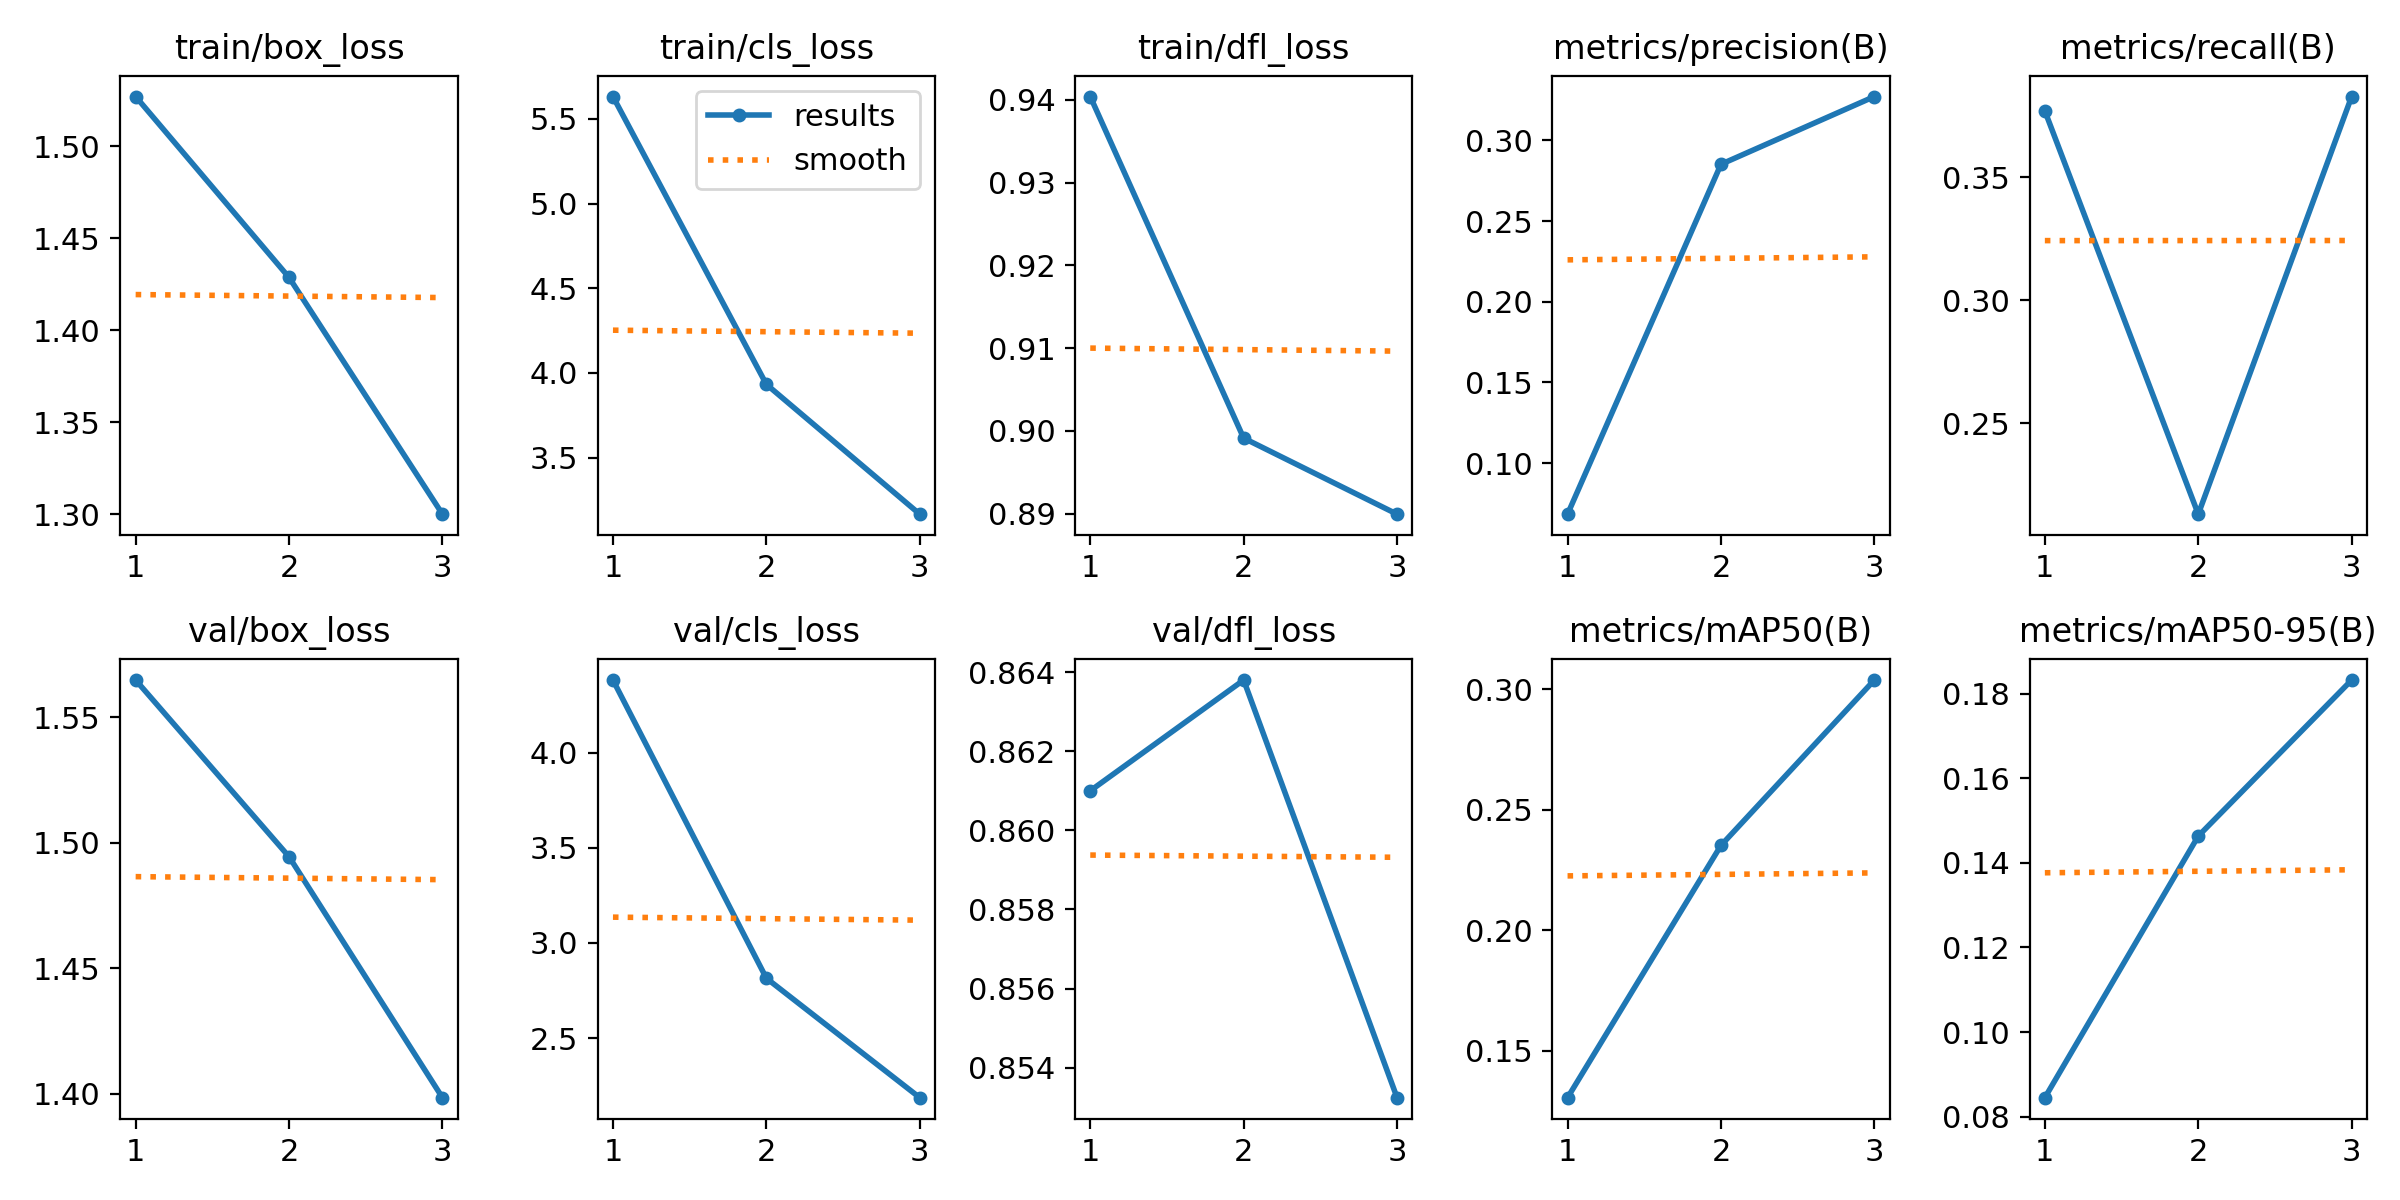 train/box_loss
1.50
1.45
1.40
1.35
1.30
1 2 3
train/cls_loss
results
smooth
5.5
5.0
4.5
4.0
3.5
1 2 3
train/dfl_loss
0.94
0.93
0.92
0.91
0.90
0.89
1 2 3
metrics/precision(B)
0.30
0.25
0.20
0.15
0.10
1 2 3
metrics/recall(B)
0.35
0.30
0.25
1 2 3
val/box_loss
1.55
1.50
1.45
1.40
1 2 3
val/cls_loss
4.0
3.5
3.0
2.5
1 2 3
val/dfl_loss
0.864
0.862
0.860
0.858
0.856
0.854
1 2 3
metrics/mAP50(B)
0.30
0.25
0.20
0.15
1 2 3
metrics/mAP50-95(B)
0.18
0.16
0.14
0.12
0.10
0.08
1 2 3